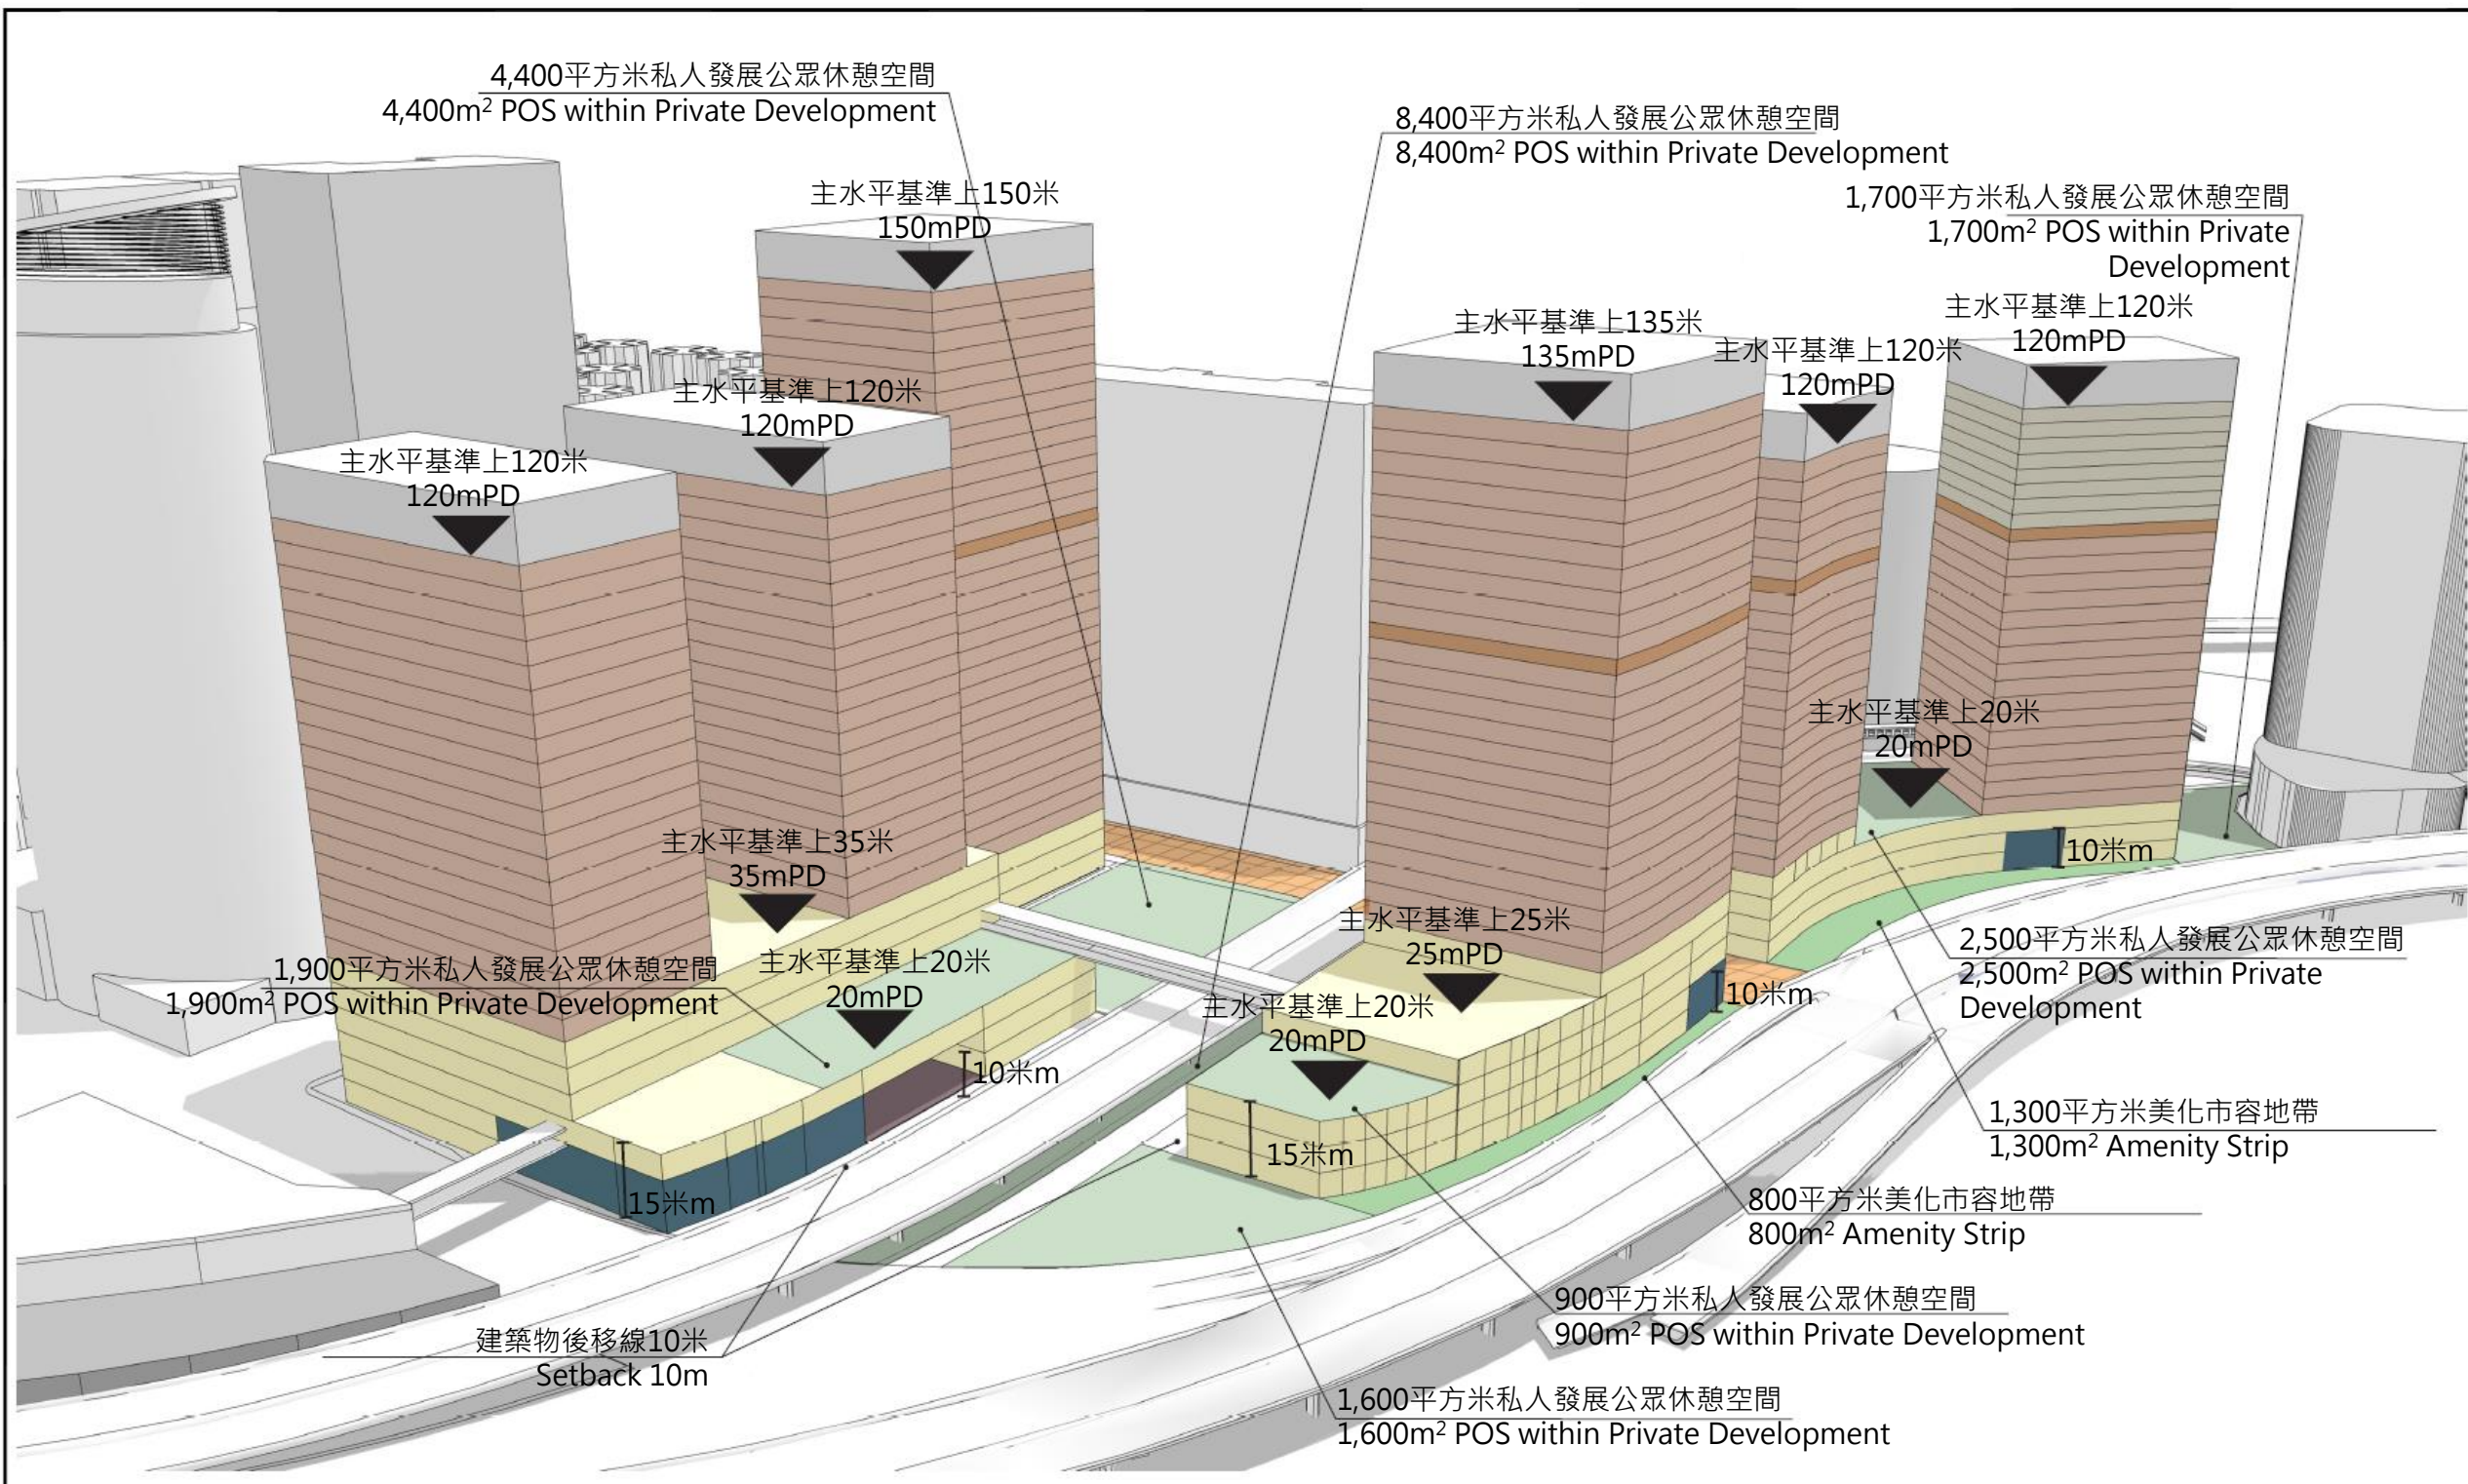 4,400平方米私人發展公眾休憩空間
4,400m² POS within Private Development
8,400平方米私人發展公眾休憩空間
8,400m² POS within Private Development
主水平基準上150米
150mPD
1,700平方米私人發展公眾休憩空間
1,700m² POS within Private
Development
主水平基準上135米
135mPD
主水平基準上120米
120mPD
主水平基準上120米
120mPD
主水平基準上120米
120mPD
主水平基準上120米
120mPD
主水平基準上20米
20mPD
10米m
主水平基準上35米
35mPD
主水平基準上25米
25mPD
1,900平方米私人發展公眾休憩空間
1,900m² POS within Private Development
主水平基準上20米
20mPD
主水平基準上20米
20mPD
10米m
2,500平方米私人發展公眾休憩空間
2,500m² POS within Private
Development
10米m
15米m
15米m
1,300平方米美化市容地帶
1,300m² Amenity Strip
800平方米美化市容地帶
800m² Amenity Strip
900平方米私人發展公眾休憩空間
900m² POS within Private Development
建築物後移線10米
Setback 10m
1,600平方米私人發展公眾休憩空間
1,600m² POS within Private Development